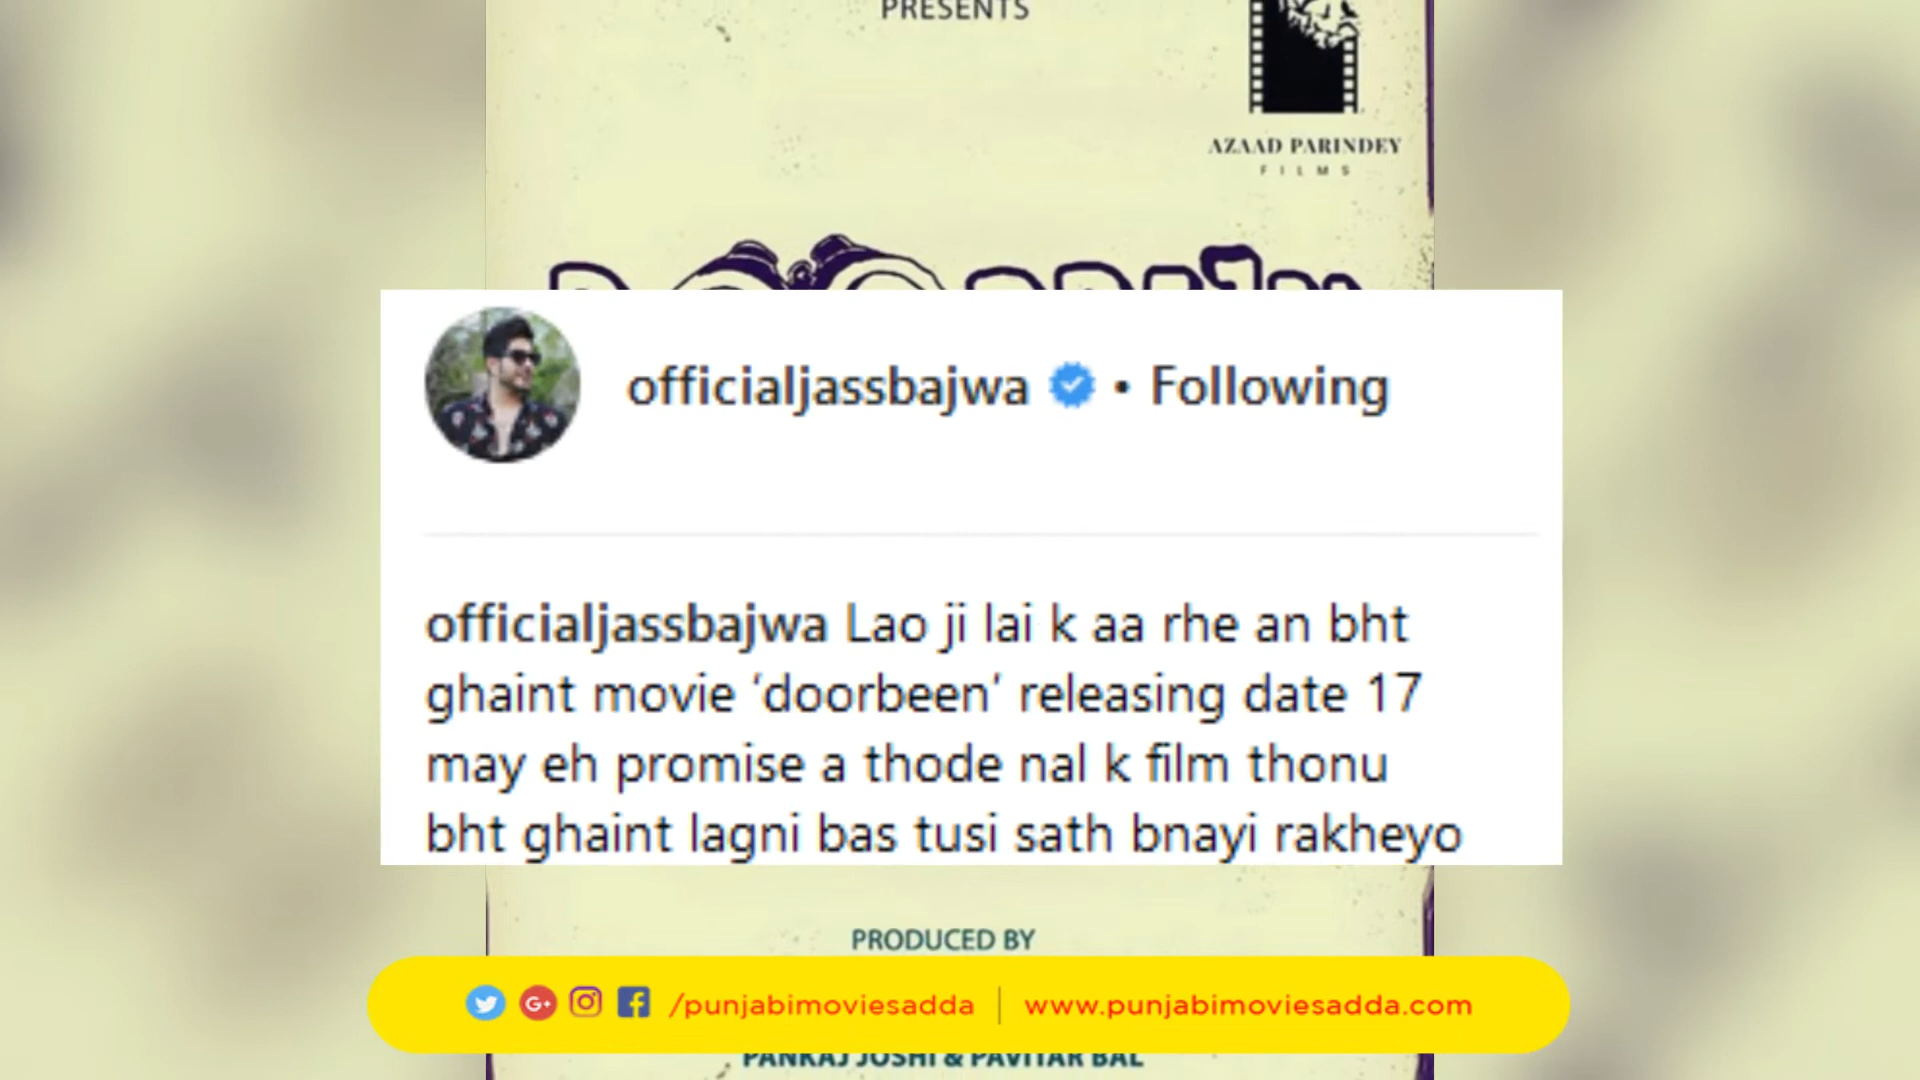 PRESENTS
AZAAD PARINDEY
FILMS
officialjassbajwa • Following
officialjassbajwa Lao ji lai k aa rhe an bht
ghaint movie ‘doorbeen’ releasing date 17
may eh promise a thode nal k film thonu
bht ghaint lagni bas tusi sath bnayi rakheyo
PRODUCED BY
/punjabimoviesadda | www.punjabimoviesadda.com
PANKAJ JOSHI & PAVITAR BAL